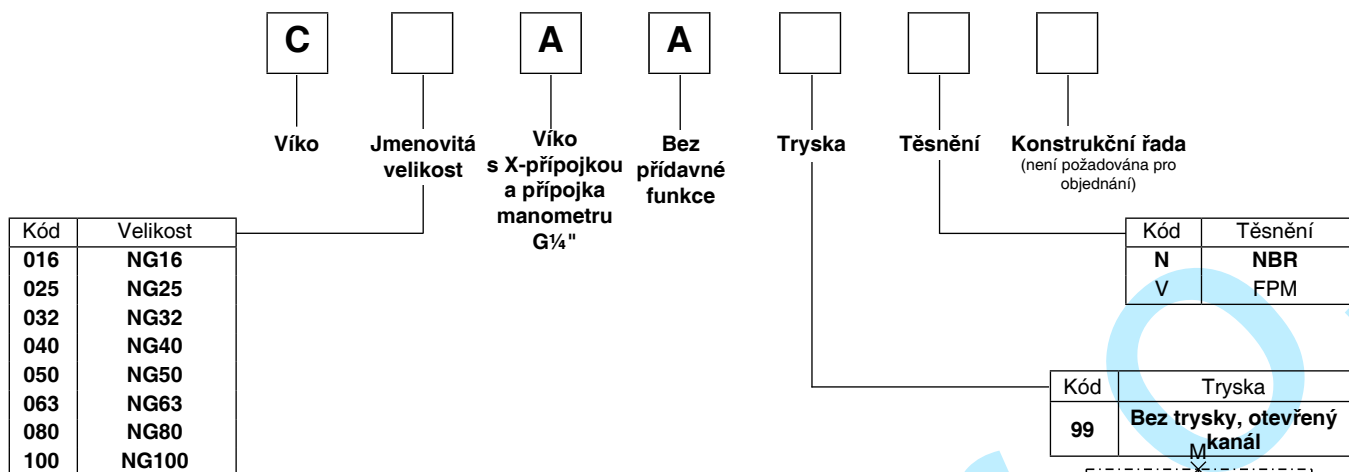 C A A
Víko
Jmenovitá
velikost
Víko
s X-přípojkou
a přípojka
manometru
G¼"
Bez
přídavné
funkce
Tryska
Těsnění
Konstrukční řada
(není požadována pro
objednání)
Kód Velikost
016 NG16
025 NG25
032 NG32
040 NG40
050 NG50
063 NG63
080 NG80
100 NG100
Kód Těsnění
N NBR
V FPM
Kód Tryska
99 Bez trysky, otevřený
kanál
M